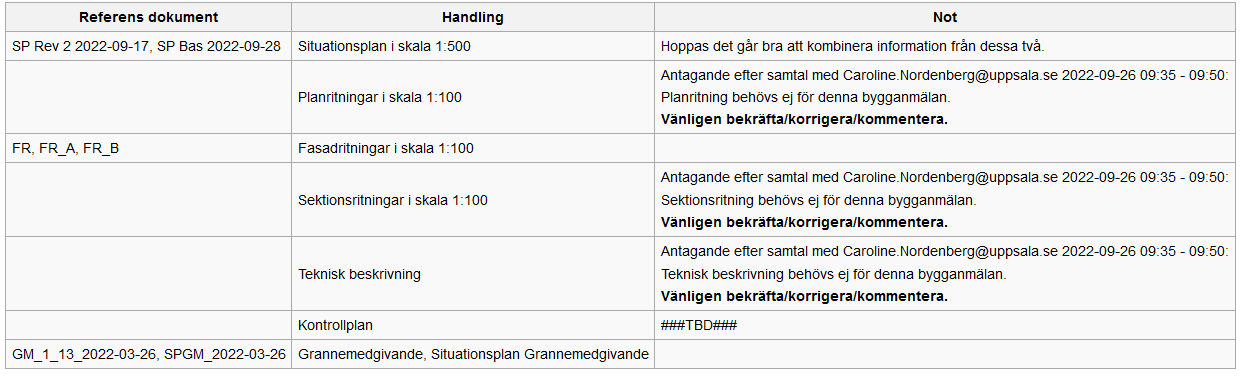 Referens dokument Handling Not
SP Rev 2 2022-09-17, SP Bas 2022-09-28 Situationsplan i skala 1:500 Hoppas det går bra att kombinera information från dessa två.
Planritningar i skala 1:100
Antagande efter samtal med Caroline.Nordenberg@uppsala.se 2022-09-26 09:35 - 09:50:
Planritning behövs ej för denna bygganmälan.
Vänligen bekräfta/korrigera/kommentera.
FR, FR_A, FR_B Fasadritningar i skala 1:100
Sektionsritningar i skala 1:100
Antagande efter samtal med Caroline.Nordenberg@uppsala.se 2022-09-26 09:35 - 09:50:
Sektionsritning behövs ej för denna bygganmälan.
Vänligen bekräfta/korrigera/kommentera.
Teknisk beskrivning
Antagande efter samtal med Caroline.Nordenberg@uppsala.se 2022-09-26 09:35 - 09:50:
Teknisk beskrivning behövs ej för denna bygganmälan.
Vänligen bekräfta/korrigera/kommentera.
Kontrollplan ###TBD###
GM_1_13_2022-03-26, SPGM_2022-03-26 Grannemedgivande, Situationsplan Grannemedgivande